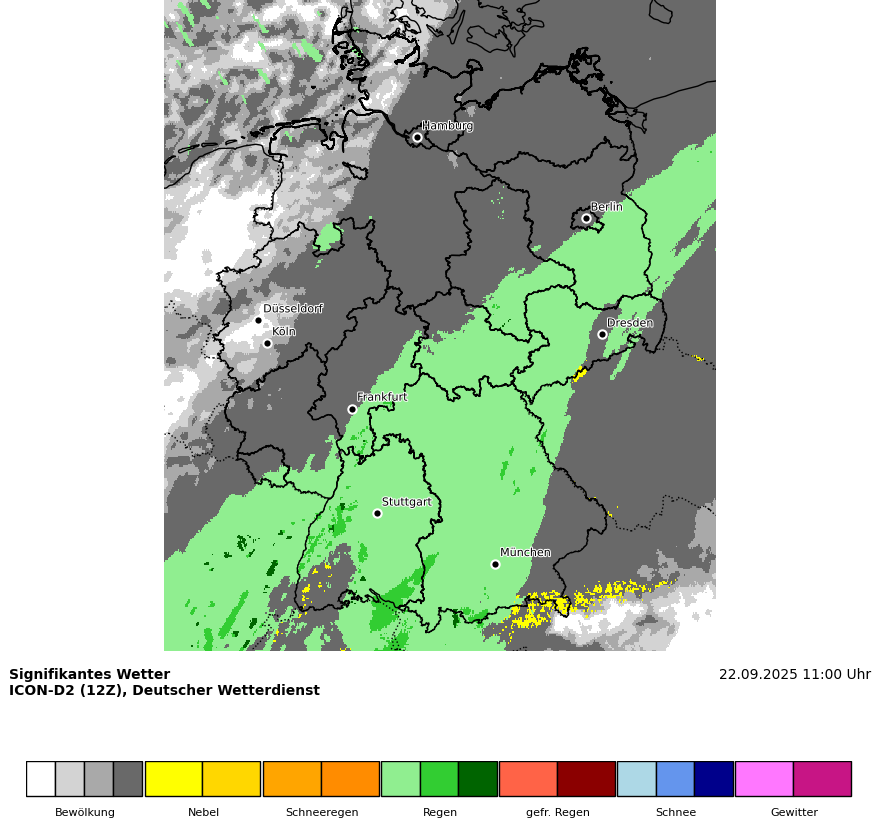 Hamburg
Berlin
Düsseldorf
Köln
Dresden
Frankfurt
Stuttgart
München
Signifikantes Wetter
22.09.2025 11:00 Uhr
ICON-D2 (12Z), Deutscher Wetterdienst
Bewölkung
Nebel
Schneeregen
Regen
gefr. Regen
Schnee
Gewitter